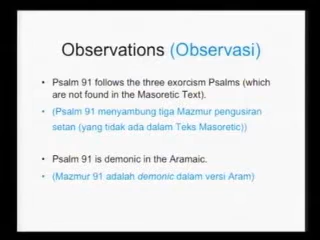 Observations (Observasi)
• Psalm 91 follows the three exorcism Psalms (which
are not found in the Masoretic Text).
• (Psalm 91 menyambung tiga Mazmur pengusiran
setan (yang tidak ada dalam Teks Masoretic))
• Psalm 91 is demonic in the Aramaic.
• (Mazmur 91 adalah demonic dalam versi Aram)